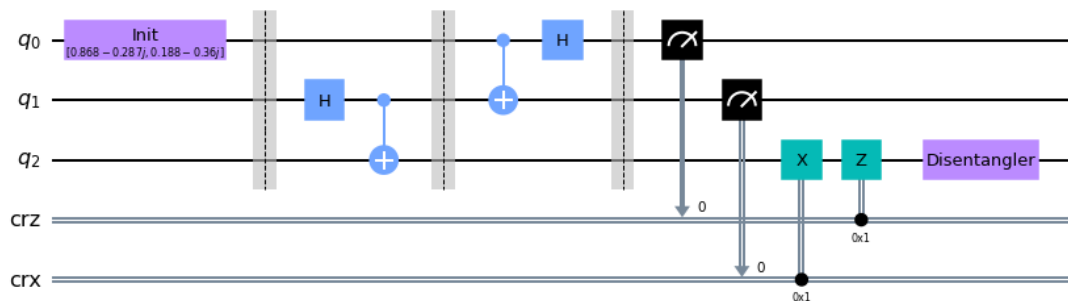 q0 Init
[0.868 − 0.287j, 0.188 − 0.36j]
H
q1 H
q2 X Z Disentangler
crz 0
0x1
crx 0
0x1